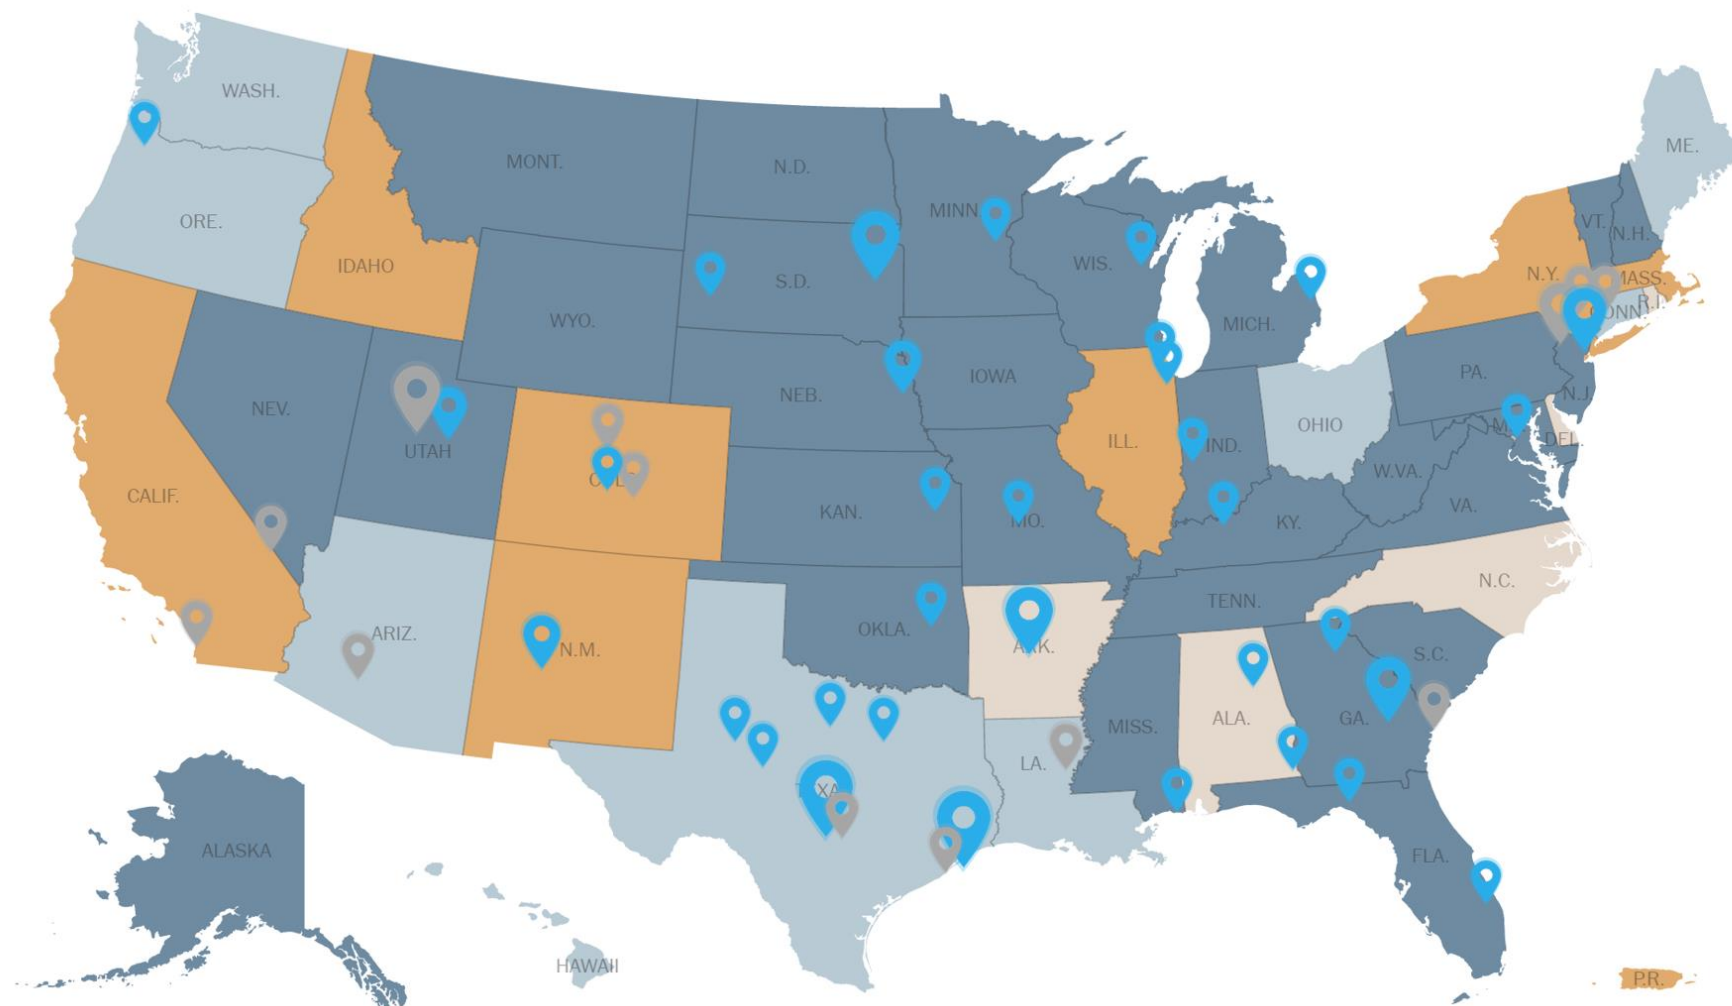 WASH.
ME.
MONT.
N.D.
MINN
ORE.
VT.
N.H.
IDAHO
WIS.
N.Y.
MASS.
S.D.
R.I.
CONN
WYO.
MICH.
PA.
IOWA
NEB.
N.J.
NEV.
OHIO
ILL.
IND.
DEL.
UTAH
W.VA.
CALIF.
VA.
KAN.
MO.
KY.
N.C.
TENN.
OKLA.
ARIZ.
ARK.
N.M.
S.C.
ALA.
GA.
MISS.
LA.
ALASKA
FLA.
HAWAII
P.R.